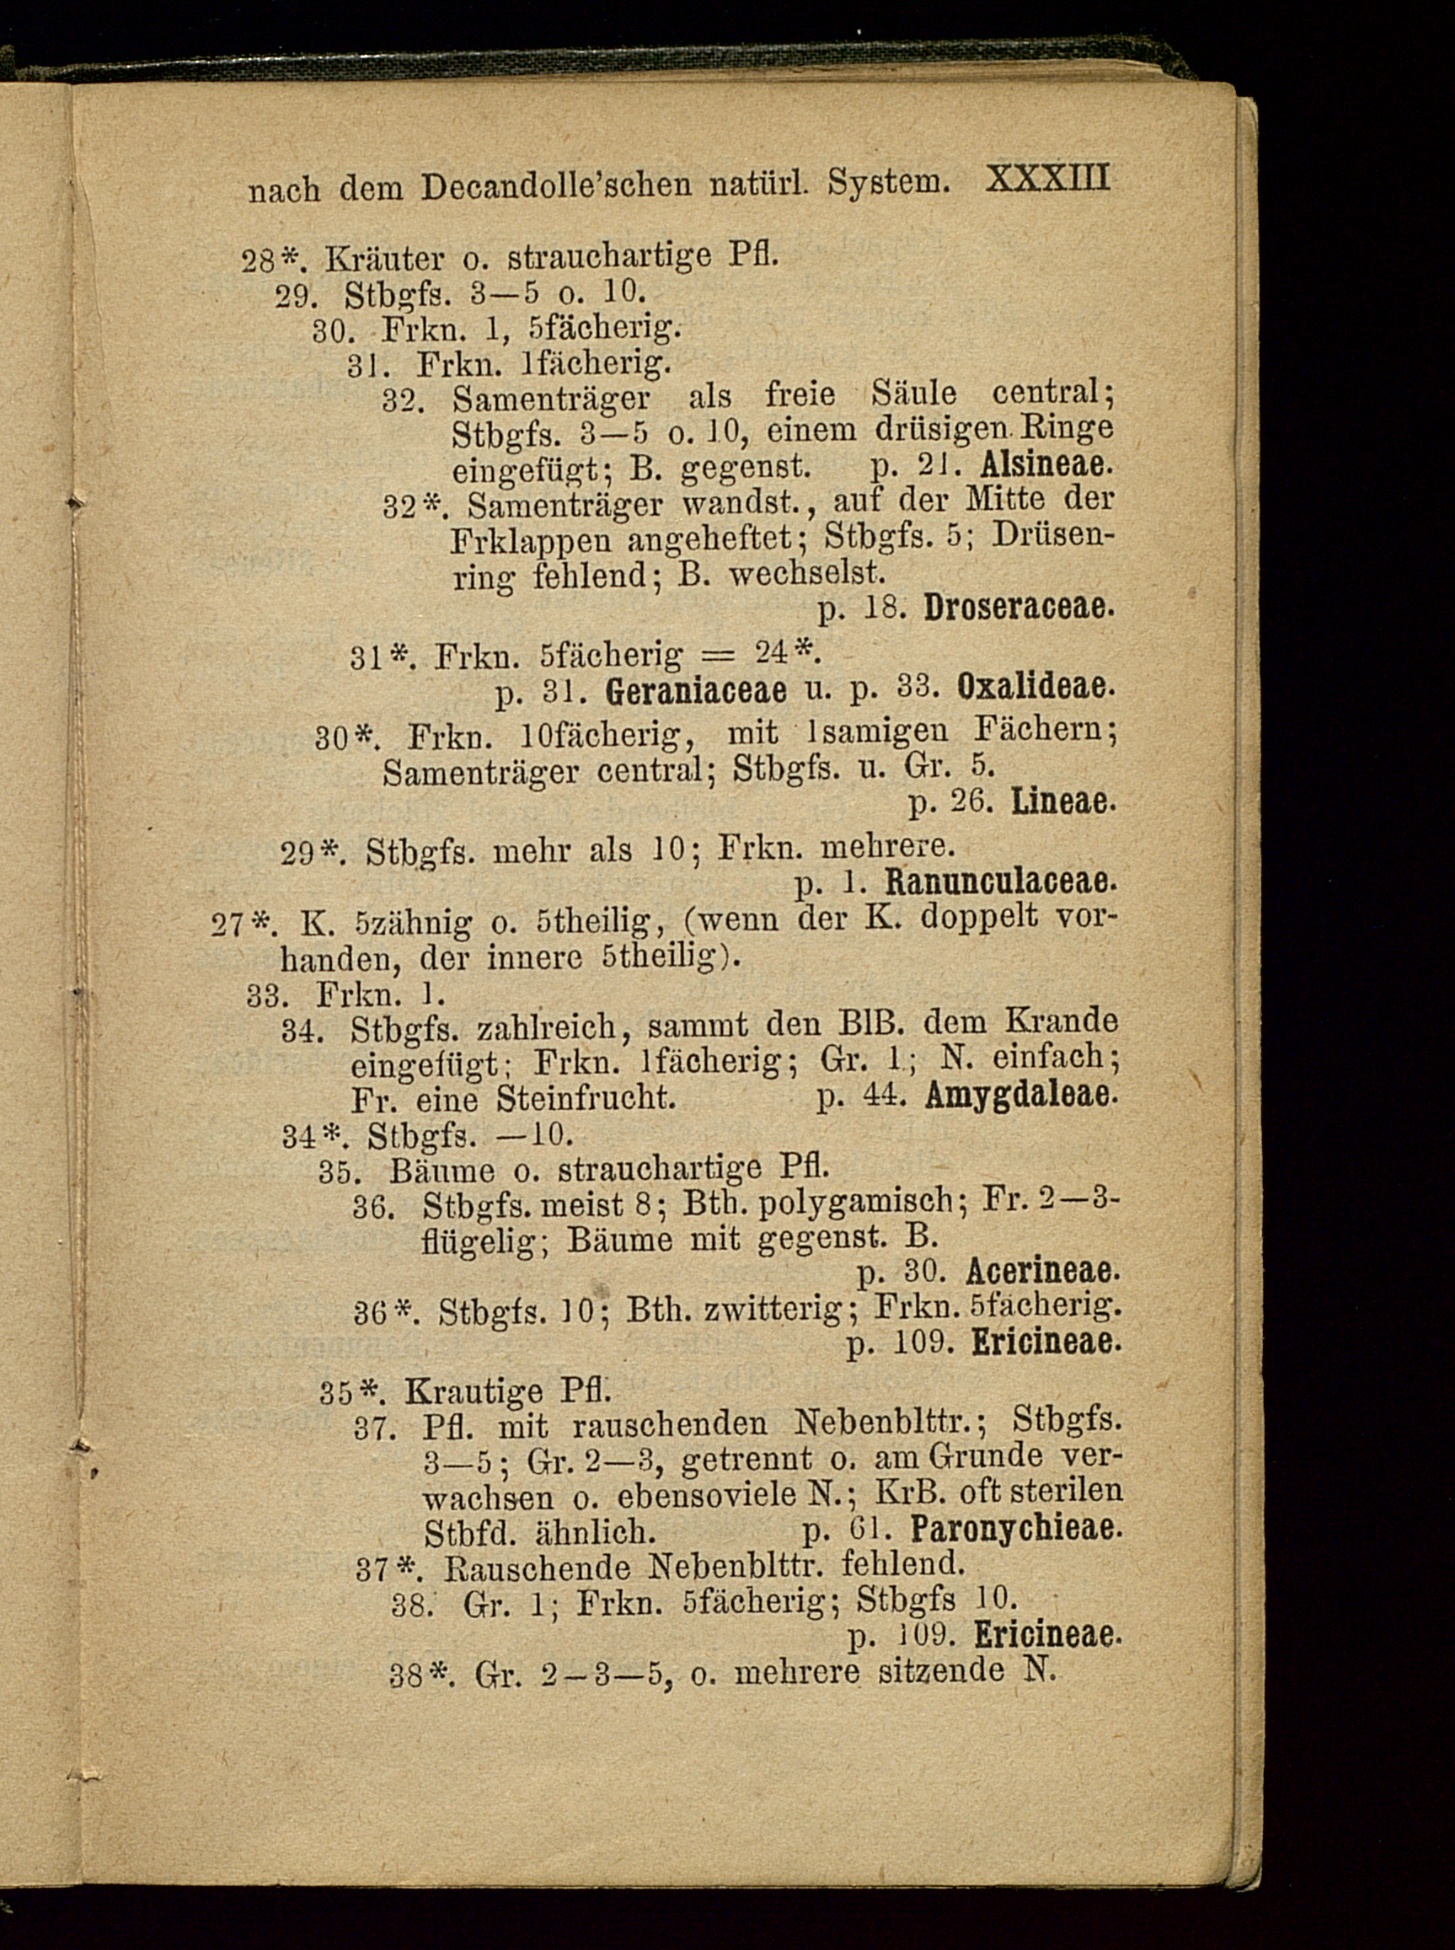 nach dem Decandolle'schen natürl. System. XXXIII
28*. Kräuter o. strauchartige Pfl.
29. Stbgfs. 3—5 o. 10.
30. Frkn. 1, 5fächerig.
31. Frkn. 1fächerig.
32. Samenträger als freie Säule central;
Stbgfs. 3—5 o. 10, einem drüsigen Ringe
eingefügt; B. gegenst. p. 21. Alsineae.
32*. Samenträger wandst., auf der Mitte der
Frklappen angeheftet; Stbgfs. 5; Drüsen-
ring fehlend; B. wechselst.
p. 18. Droseraceae.
31*. Frkn. 5fächerig = 24*.
p. 31. Geraniaceae u. p. 33. Oxalideae.
30*. Frkn. 10fächerig, mit 1samigen Fächern;
Samenträger central; Stbgfs. u. Gr. 5.
p. 26. Lineae.
29*. Stbgfs. mehr als 10; Frkn. mehrere.
p. 1. Ranunculaceae.
27*. K. 5zähnig o. 5theilig, (wenn der K. doppelt vor-
handen, der innere 5theilig).
33. Frkn. 1.
34. Stbgfs. zahlreich, sammt den BlB. dem Krande
eingefügt; Frkn. 1fächerig; Gr. 1; N. einfach;
Fr. eine Steinfrucht. p. 44. Amygdaleae.
34*. Stbgfs. —10.
35. Bäume o. strauchartige Pfl.
36. Stbgfs. meist 8; Bth. polygamisch; Fr. 2—3-
flügelig; Bäume mit gegenst. B.
p. 30. Acerineae.
36*. Stbgfs. 10; Bth. zwitterig; Frkn. 5fächerig.
p. 109. Ericineae.
35*. Krautige Pfl.
37. Pfl. mit rauschenden Nebenblttr.; Stbgfs.
3—5; Gr. 2—3, getrennt o. am Grunde ver-
wachsen o. ebensoviele N.; KrB. oft sterilen
Stbfd. ähnlich. p. 61. Paronychieae.
37*. Rauschende Nebenblttr. fehlend.
38. Gr. 1; Frkn. 5fächerig; Stbgfs 10.
p. 109. Ericineae.
38*. Gr. 2—3—5, o. mehrere sitzende N.